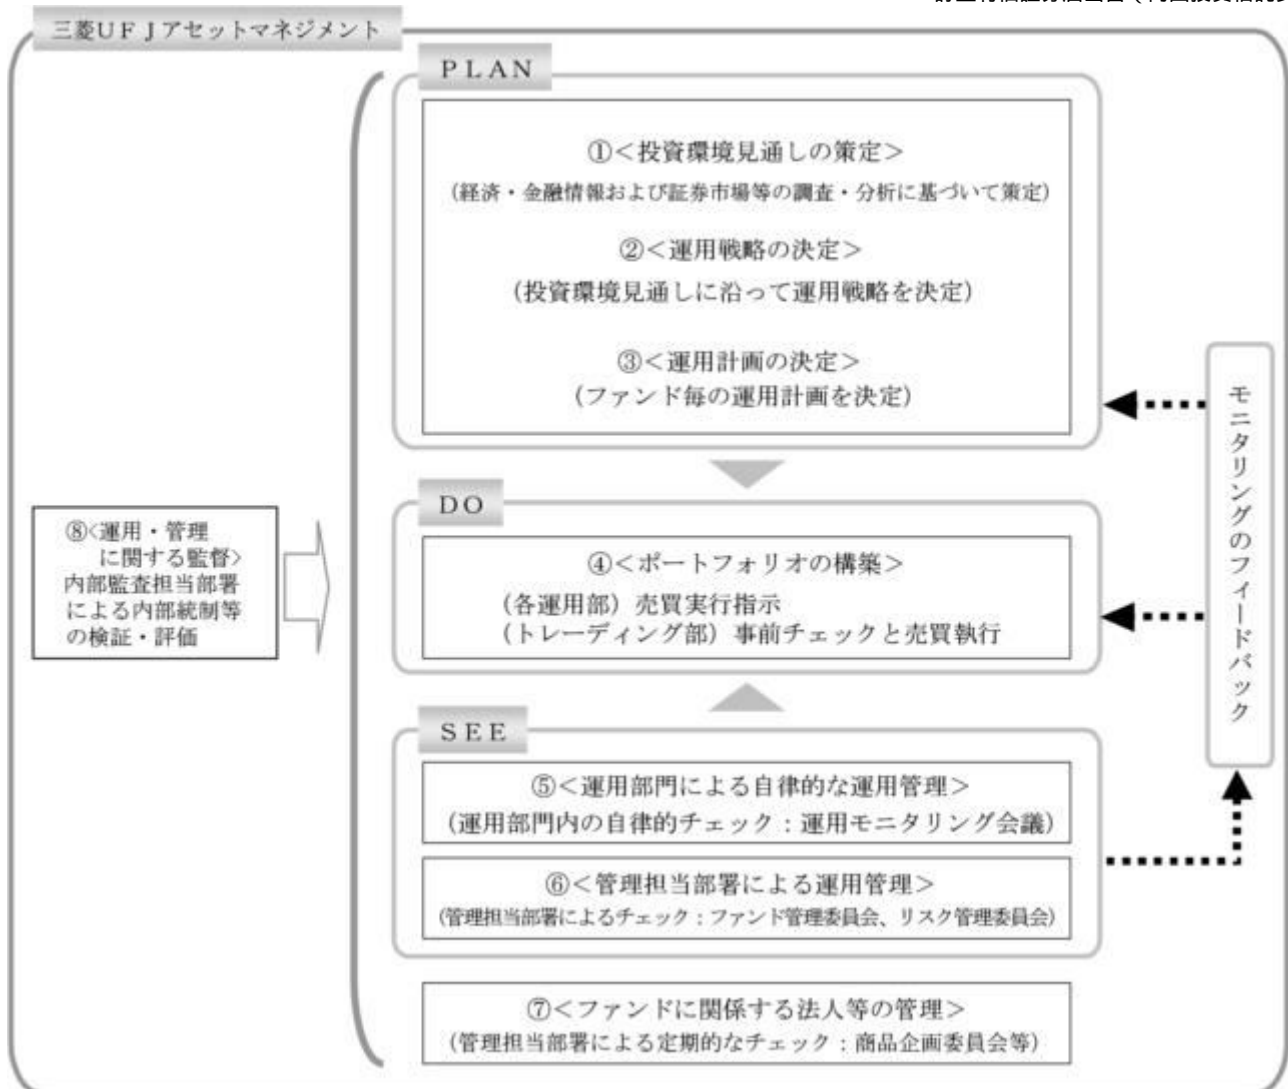 三菱UFJアセットマネジメント
PLAN
①<投資環境見通しの策定>
(経済・金融情報および証券市場等の調査・分析に基づいて策定)
②<運用戦略の決定>
(投資環境見通しに沿って運用戦略を決定)
③<運用計画の決定>
(ファンド毎の運用計画を決定)
DO
④<ポートフォリオの構築>
(各運用部)売買実行指示
(トレーディング部)事前チェックと売買執行
SEE
⑤<運用部門による自律的な運用管理>
(運用部門内の自律的チェック:運用モニタリング会議)
⑥<管理担当部署による運用管理>
(管理担当部署によるチェック:ファンド管理委員会、リスク管理委員会)
⑦<ファンドに関係する法人等の管理>
(管理担当部署による定期的なチェック:商品企画委員会等)
⑧<運用・管理
に関する監督>
内部監査担当部署
による内部統制等
の検証・評価
モニタリングのフィードバック